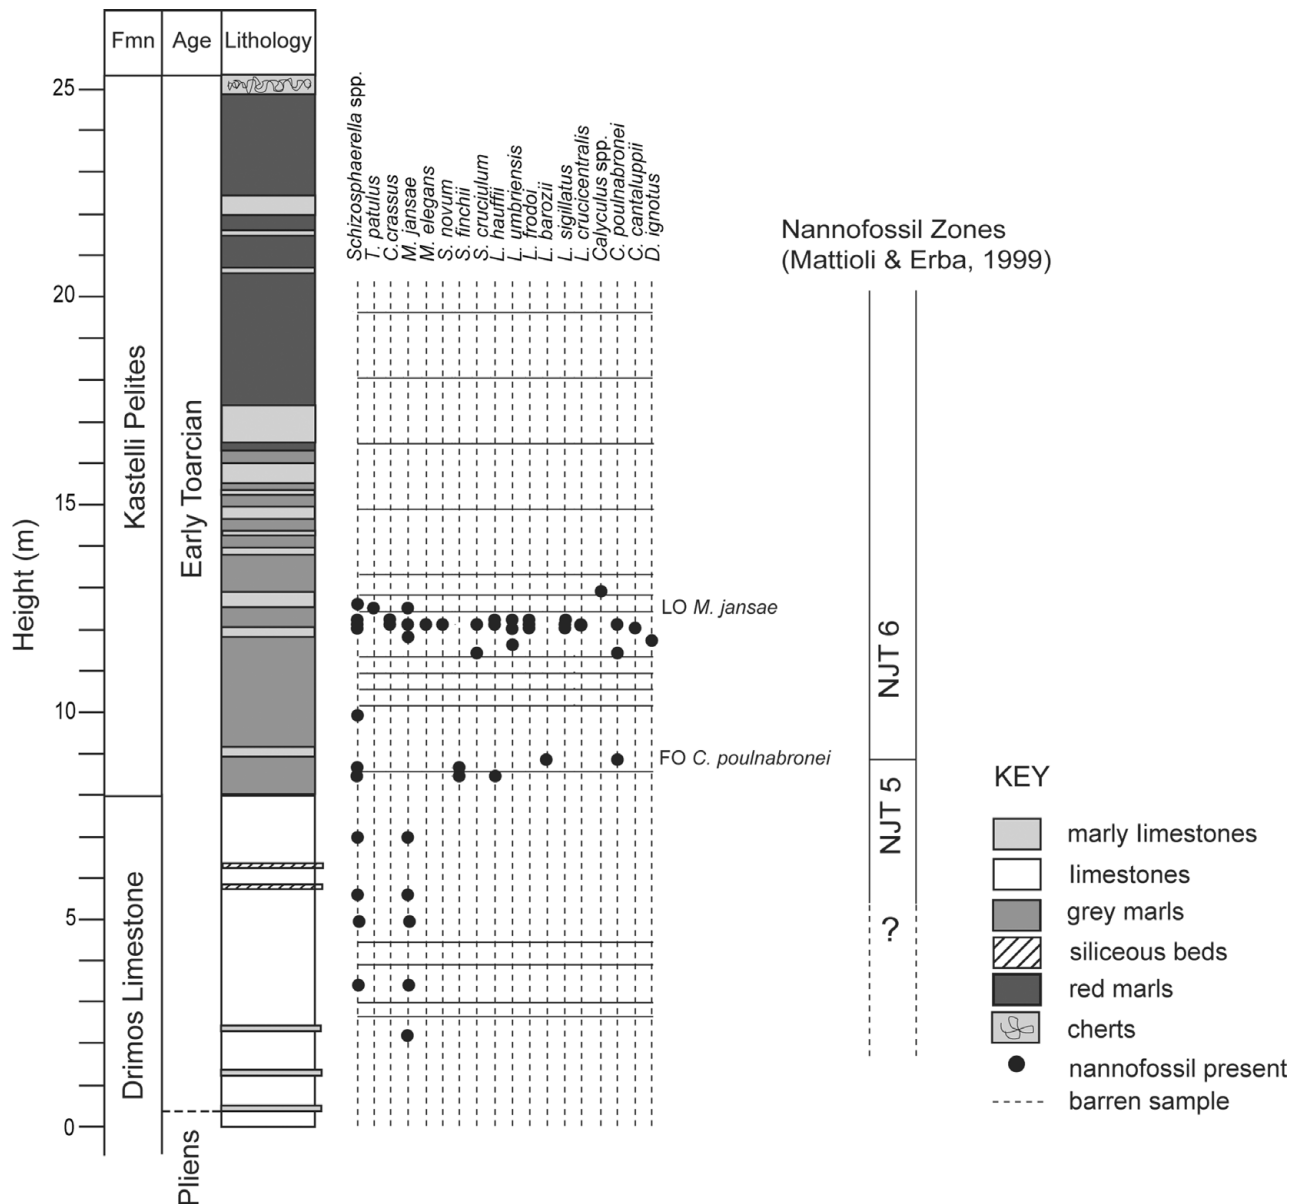 Fmn Age Lithology
Height (m)
25
20
15
10
5
0
Kastelli Pelites
Drimos Limestone
Early Toarcian
Pliens
Schizosphaerella spp.
T. patulus
C.crassus
M. jansae
M. elegans
S. novum
S. finchii
S. cruciulum
L. hauffii
L. umbriensis
L. frodoi
L. barozii
L. sigillatus
L. crucicentralis
Calyculus spp.
C. poulnabronei
C. cantaluppii
D. ignotus
LO M. jansae
FO C. poulnabronei
Nannofossil Zones
(Mattioli & Erba, 1999)
NJT 6
NJT 5
?
KEY
marly limestones
limestones
grey marls
siliceous beds
red marls
cherts
nannofossil present
barren sample